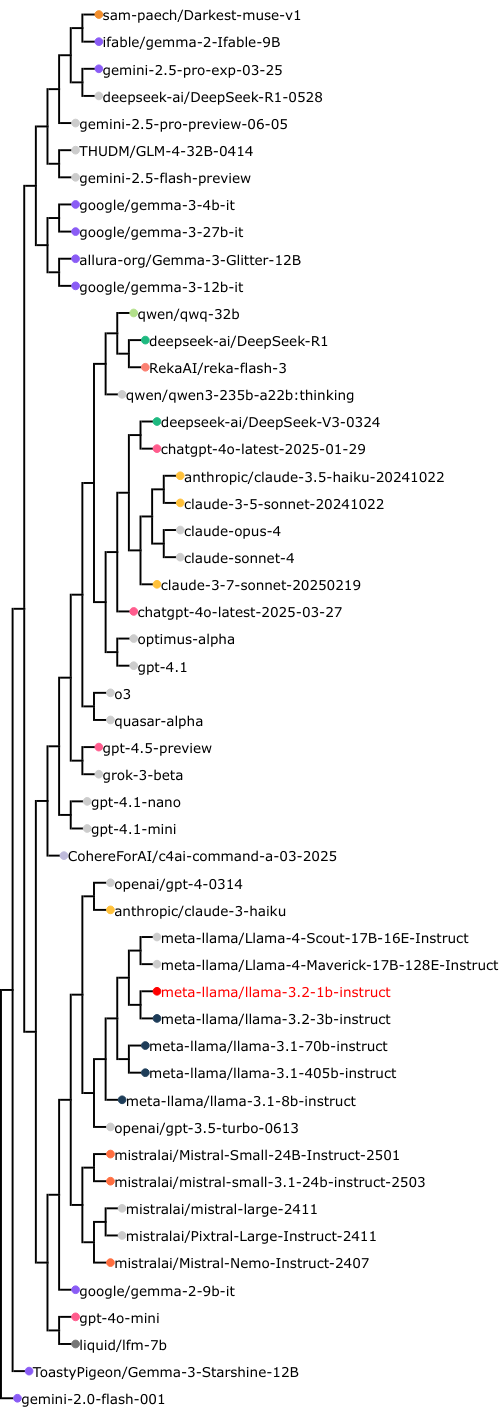 sam-paech/Darkest-muse-v1
ifable/gemma-2-Ifable-9B
gemini-2.5-pro-exp-03-25
deepseek-ai/DeepSeek-R1-0528
gemini-2.5-pro-preview-06-05
THUDM/GLM-4-32B-0414
gemini-2.5-flash-preview
google/gemma-3-4b-it
google/gemma-3-27b-it
allura-org/Gemma-3-Glitter-12B
google/gemma-3-12b-it
qwen/qwq-32b
deepseek-ai/DeepSeek-R1
RekaAI/reka-flash-3
qwen/qwen3-235b-a22b:thinking
deepseek-ai/DeepSeek-V3-0324
chatgpt-4o-latest-2025-01-29
anthropic/claude-3.5-haiku-20241022
claude-3-5-sonnet-20241022
claude-opus-4
claude-sonnet-4
claude-3-7-sonnet-20250219
chatgpt-4o-latest-2025-03-27
optimus-alpha
gpt-4.1
o3
quasar-alpha
gpt-4.5-preview
grok-3-beta
gpt-4.1-nano
gpt-4.1-mini
CohereForAI/c4ai-command-a-03-2025
openai/gpt-4-0314
anthropic/claude-3-haiku
meta-llama/Llama-4-Scout-17B-16E-Instruct
meta-llama/Llama-4-Maverick-17B-128E-Instruct
meta-llama/llama-3.2-1b-instruct
meta-llama/llama-3.2-3b-instruct
meta-llama/llama-3.1-70b-instruct
meta-llama/llama-3.1-405b-instruct
meta-llama/llama-3.1-8b-instruct
openai/gpt-3.5-turbo-0613
mistralai/Mistral-Small-24B-Instruct-2501
mistralai/mistral-small-3.1-24b-instruct-2503
mistralai/mistral-large-2411
mistralai/Pixtral-Large-Instruct-2411
mistralai/Mistral-Nemo-Instruct-2407
google/gemma-2-9b-it
gpt-4o-mini
liquid/lfm-7b
ToastyPigeon/Gemma-3-Starshine-12B
gemini-2.0-flash-001